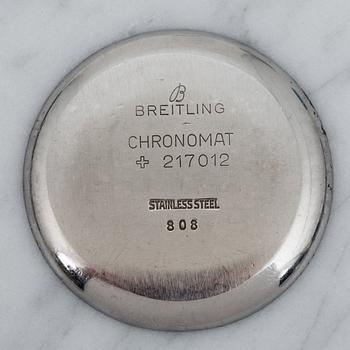 B
BREITLING
CHRONOMAT
+ 217012
STAINLESS STEEL
808